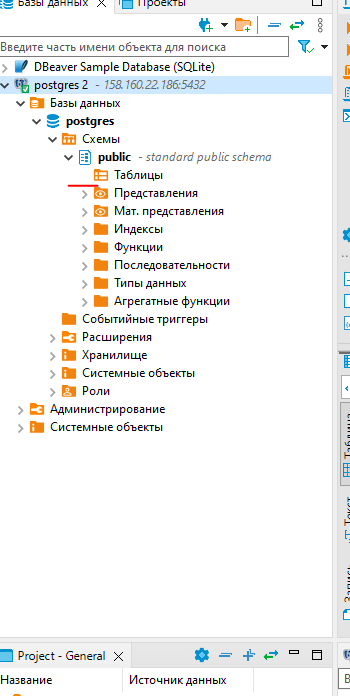 Базы данных
Проекты
Введите часть имени объекта для поиска
DBeaver Sample Database (SQLite)
postgres 2 - 158.160.22.186:5432
Базы данных
postgres
Схемы
public - standard public schema
Таблицы
Представления
Мат. представления
Индексы
Функции
Последовательности
Типы данных
Агрегатные функции
Событийные триггеры
Расширения
Хранилище
Системные объекты
Роли
Администрирование
Системные объекты
Таблица
Текст
Project - General
Название
Источник данных